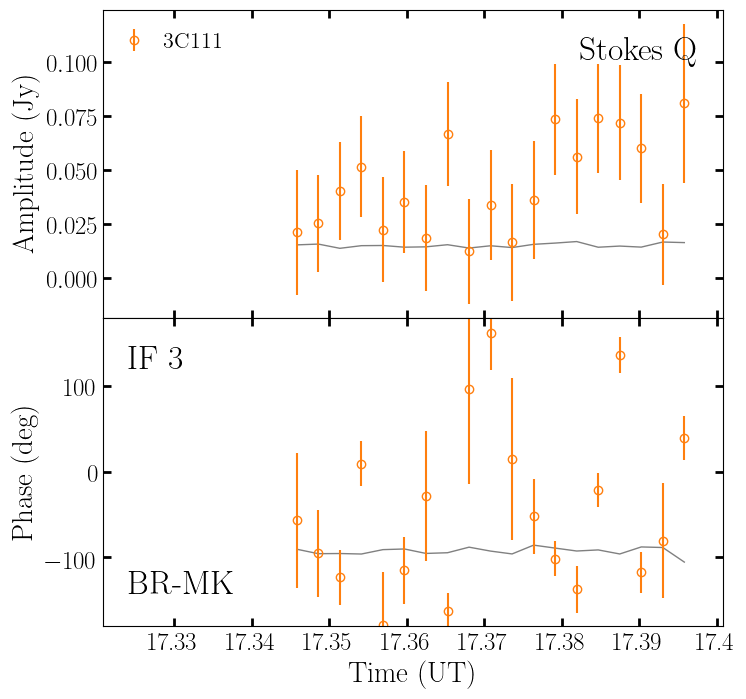 3C111
Stokes Q
Amplitude (Jy)
0.100
0.075
0.050
0.025
0.000
IF 3
BR-MK
Phase (deg)
100
0
−100
17.33 17.34 17.35 17.36 17.37 17.38 17.39 17.4
Time (UT)